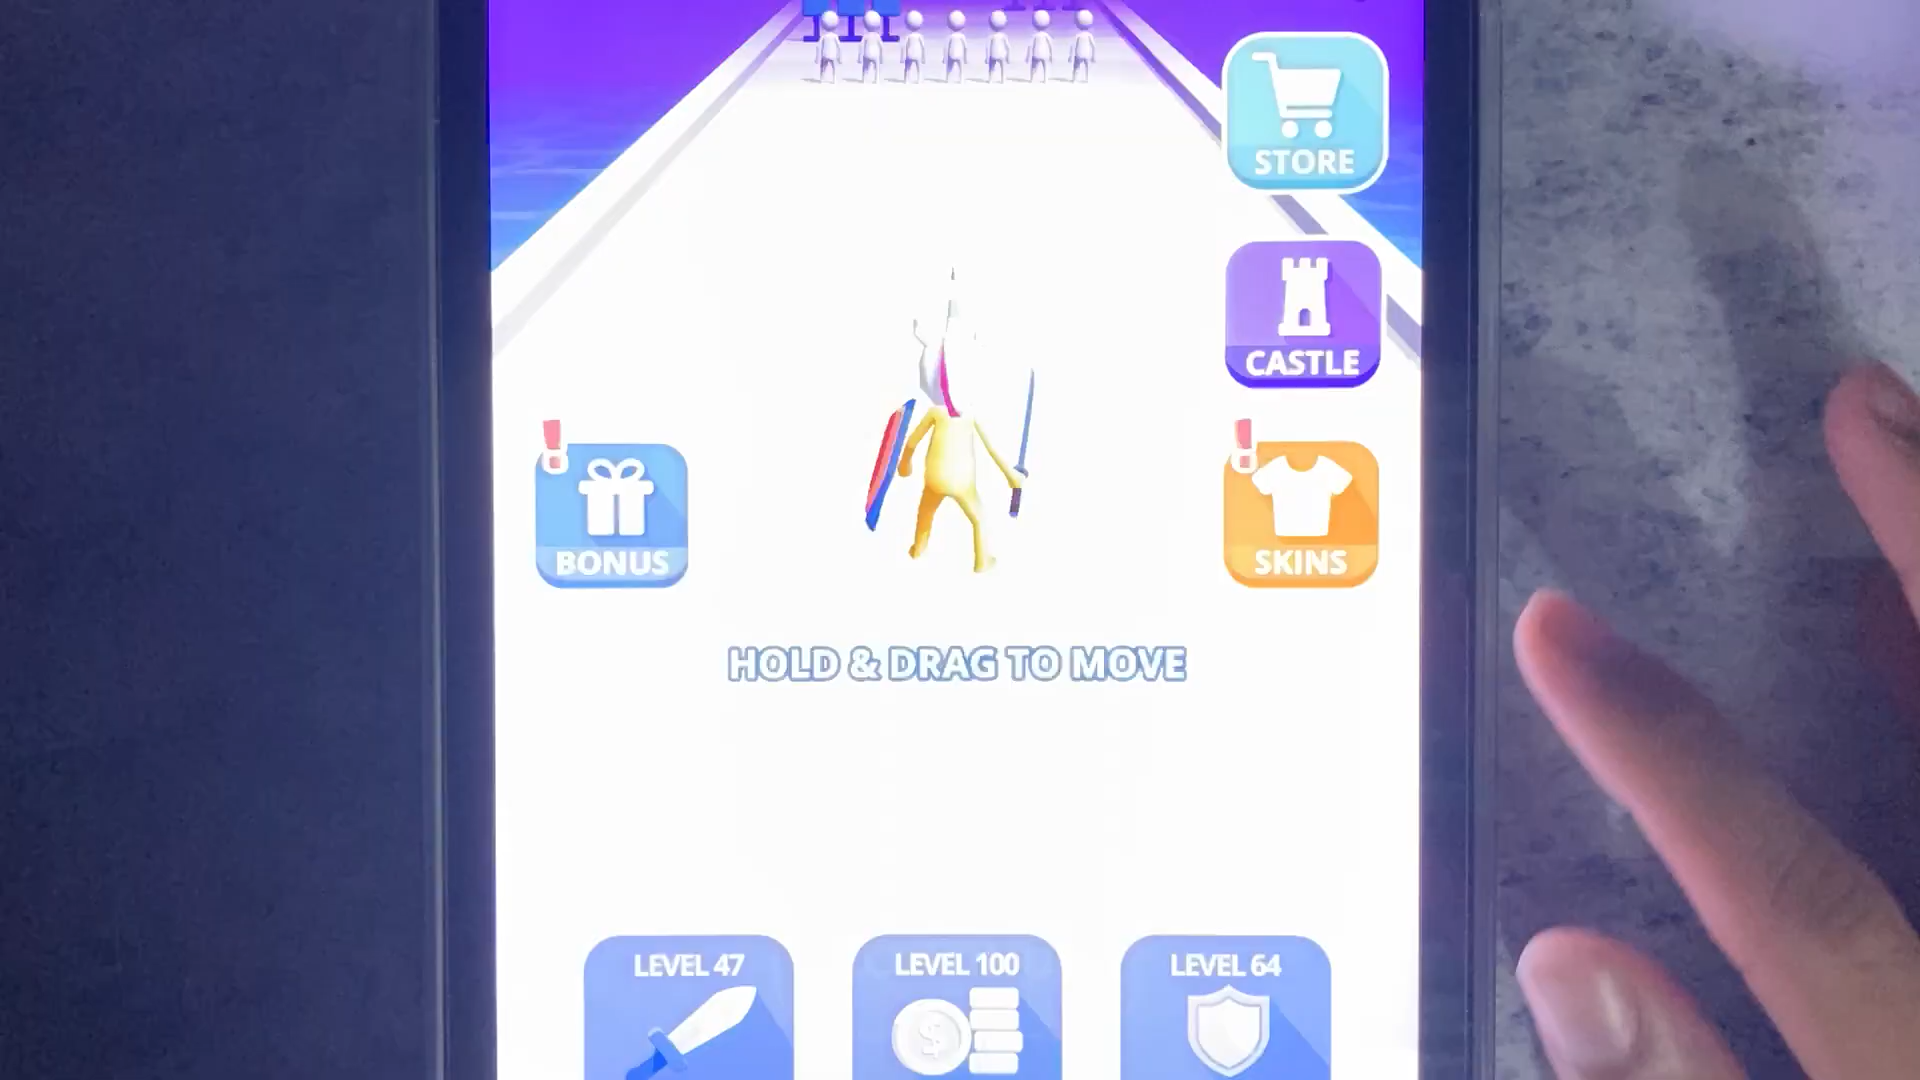 STORE
CASTLE
!
BONUS
!
SKINS
HOLD & DRAG TO MOVE
LEVEL 47
LEVEL 100
LEVEL 64
$